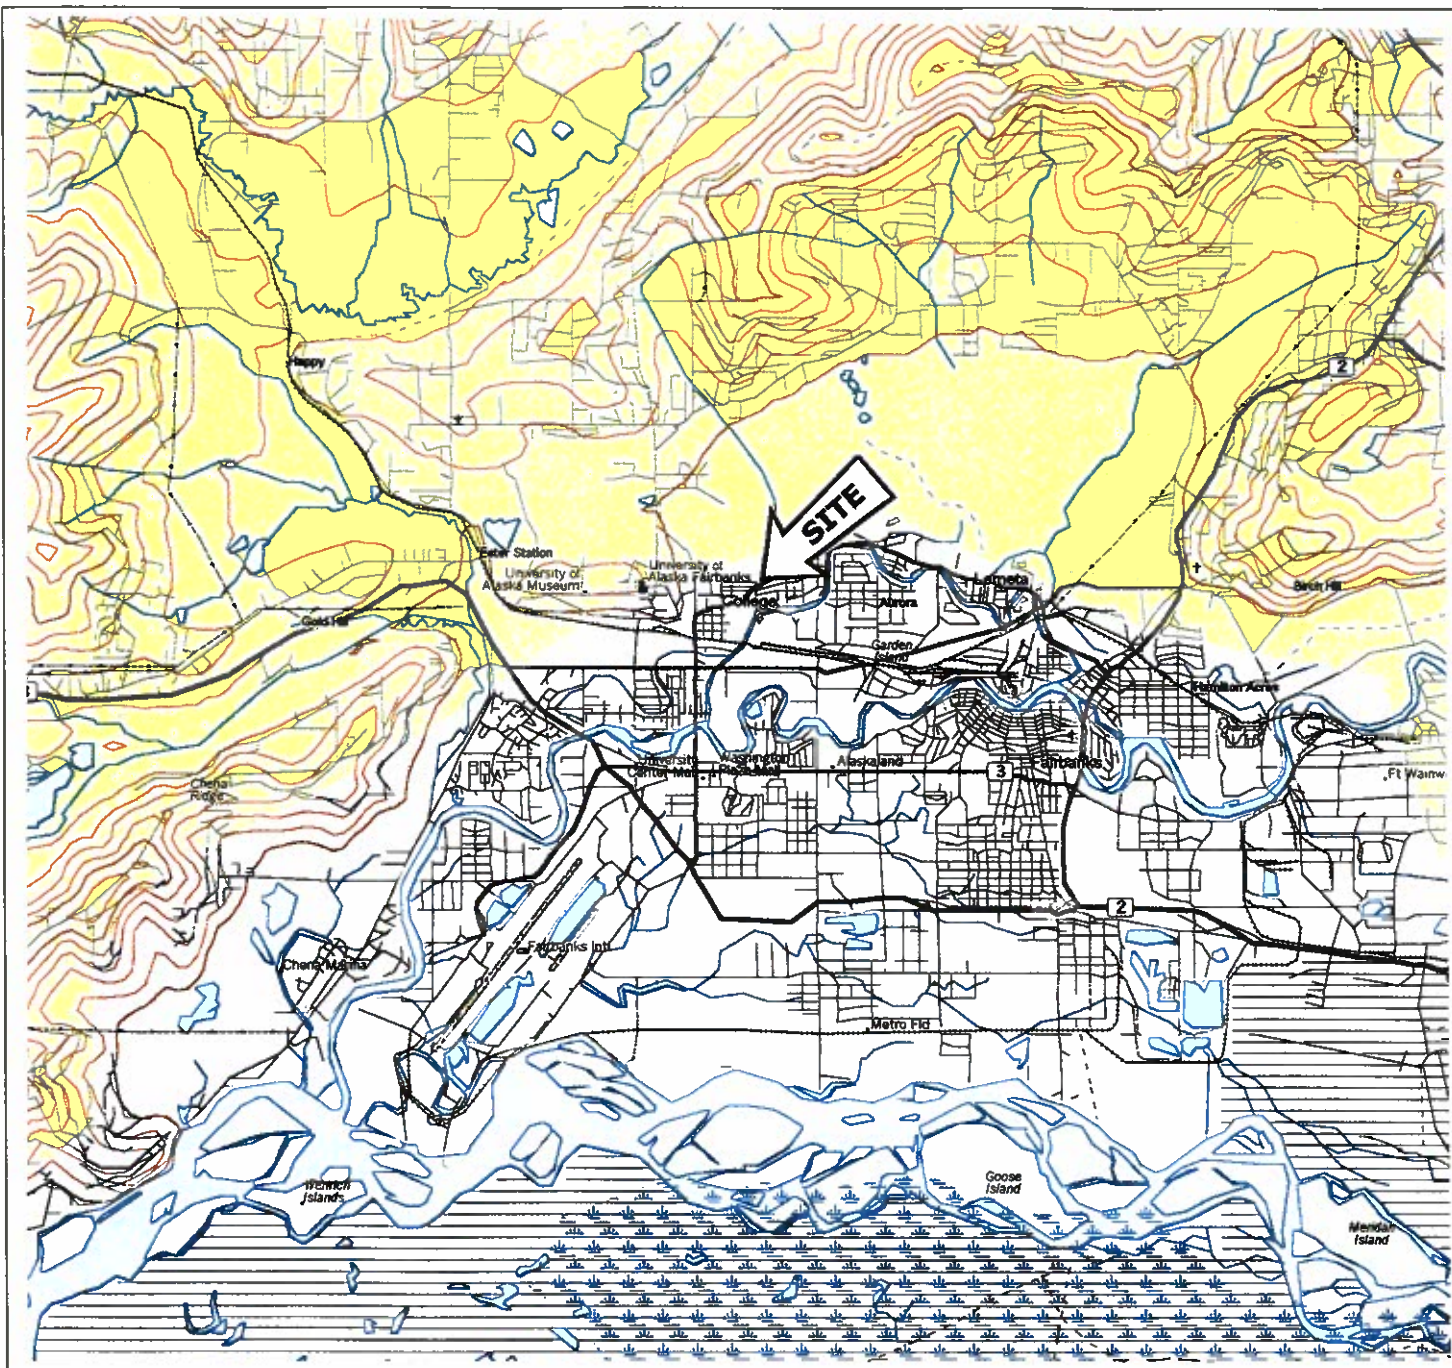 Happy
2
SITE
Ester Station
University of
Alaska Museum
University of
Alaska Fairbanks
College
Lemeta
Aurora
Birch Hill
Gold Hill
Garden
Island
Hamilton Acres
University
Center Mall
Washington
Plaza Mall
Alaskaland
3
Fairbanks
Ft Wainw
Chena
Ridge
2
Fairbanks Intl
Chena Marina
Metro Fld
Goose
Island
Islands
Island